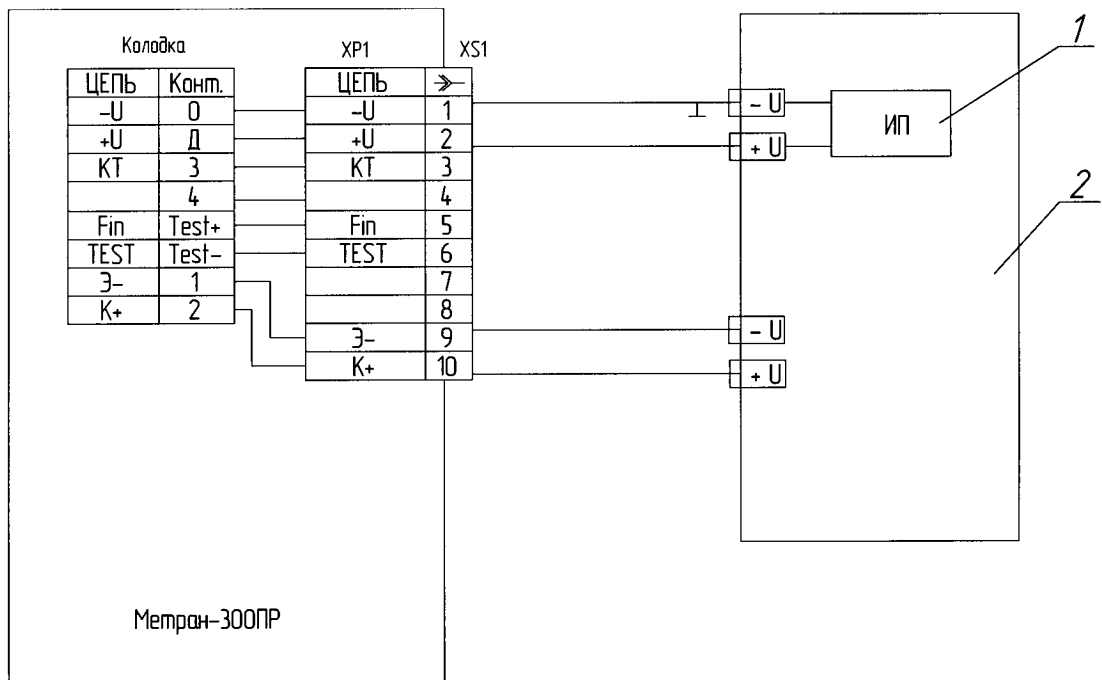 Колодка
ЦЕПЬ Конт.
-U 0
+U Д
КТ 3
4
Fin Test+
TEST Test-
Э- 1
К+ 2
ХР1 XS1
ЦЕПЬ
-U 1
+U 2
КТ 3
4
Fin 5
TEST 6
7
8
Э- 9
К+ 10
- U
+ U
ИП
- U
+ U
1
2
Метран-300ПР